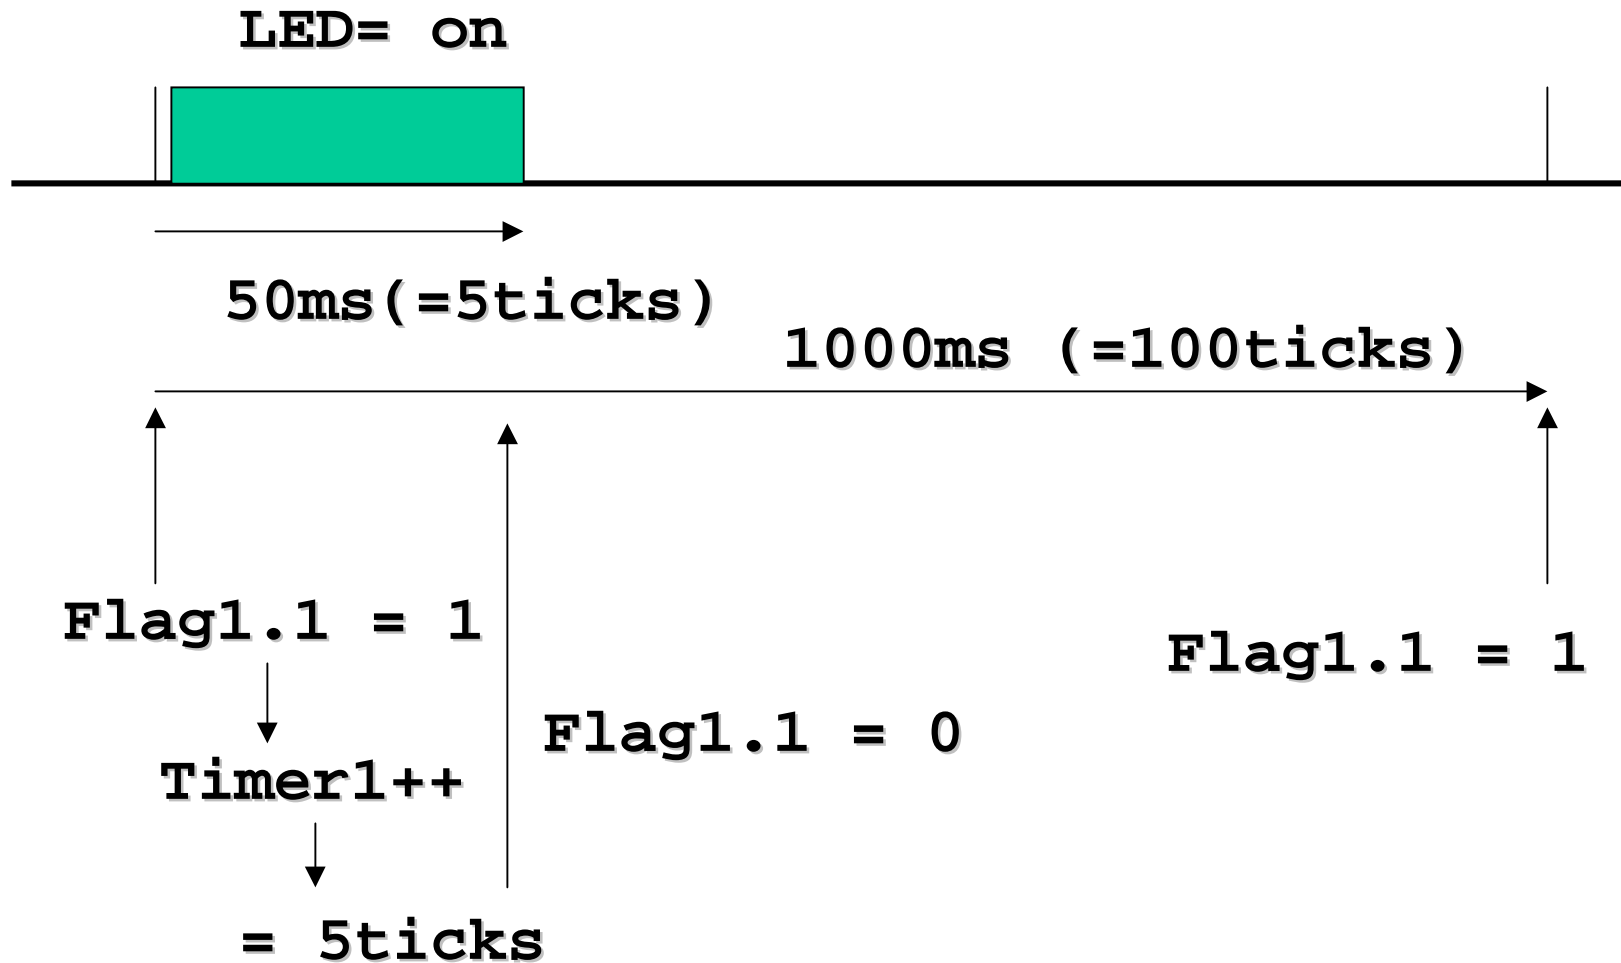 LED= on
50ms(=5ticks)
1000ms (=100ticks)
Flag1.1 = 1
Flag1.1 = 1
Flag1.1 = 0
Timer1++
= 5ticks